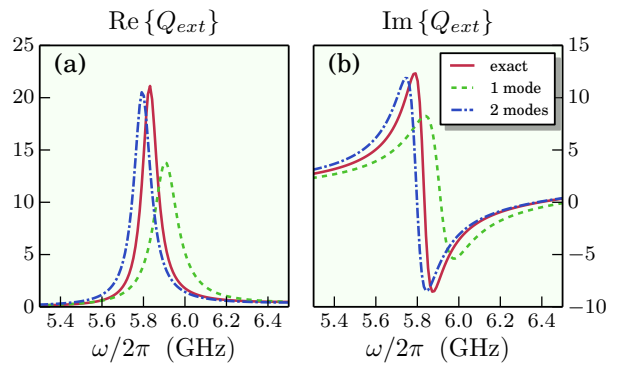 Re {Q_ext}
Im {Q_ext}
(a)
25
20
15
10
5
0
5.4 5.6 5.8 6.0 6.2 6.4
ω/2π (GHz)
(b)
exact
1 mode
2 modes
15
10
5
0
−5
−10
5.4 5.6 5.8 6.0 6.2 6.4
ω/2π (GHz)